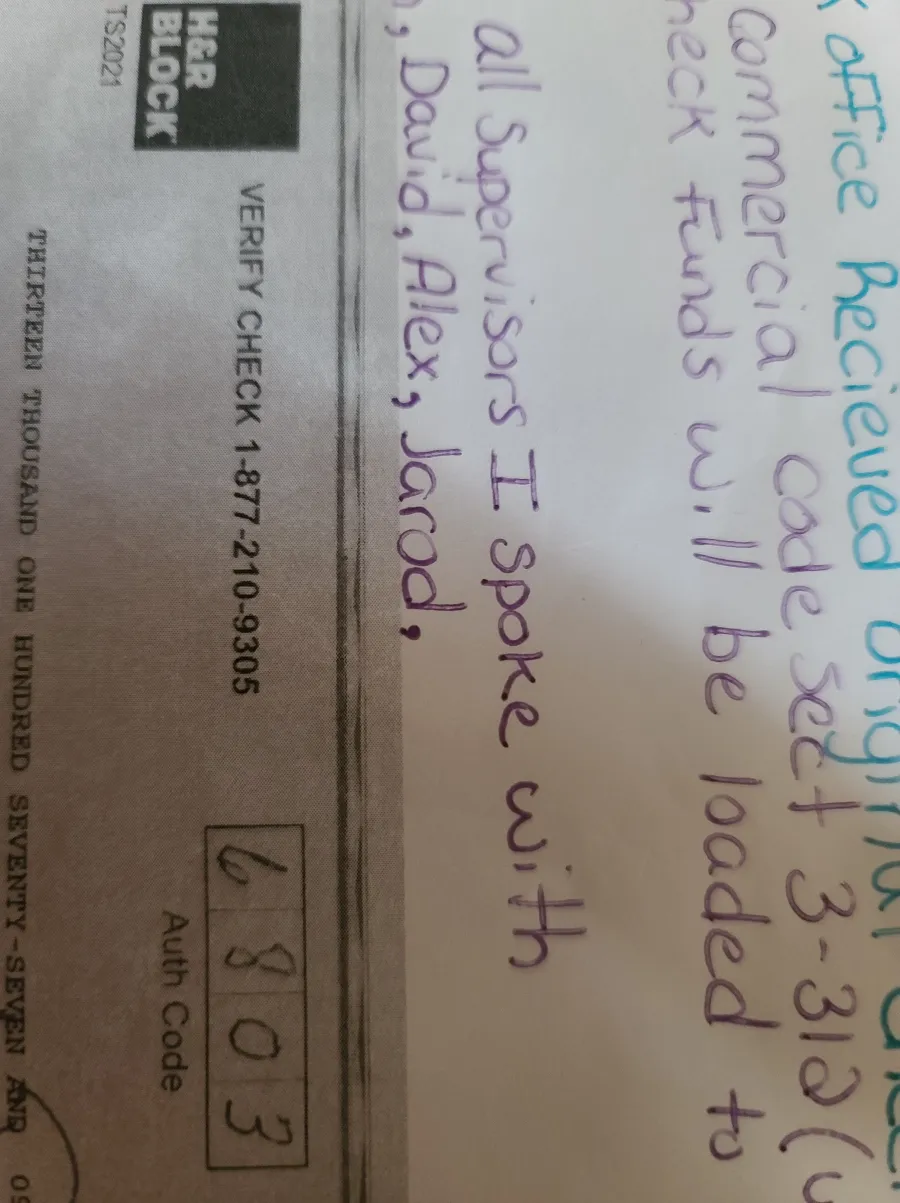 office Recieved Original
commercial code sect 3-312 (
heck funds will be loaded to
all Supervisors I spoke with
, David, Alex, Jarod,
H&R
BLOCK
VERIFY CHECK 1-877-210-9305
6 8 0 3
Auth Code
TS2021
THIRTEEN THOUSAND ONE HUNDRED SEVENTY-SEVEN AND